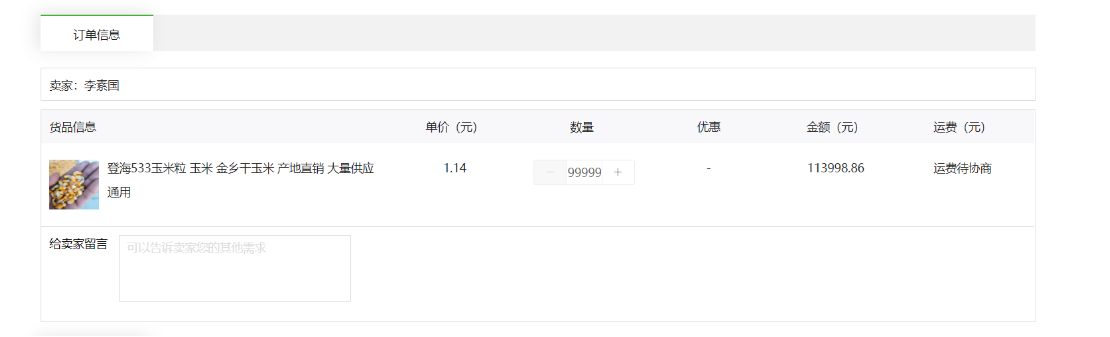 订单信息
卖家：李素国
货品信息 单价（元） 数量 优惠 金额（元） 运费（元）
登海533玉米粒 玉米 金乡干玉米 产地直销 大量供应 1.14 − 99999 + - 113998.86 运费待协商
通用
给卖家留言 可以告诉卖家您的其他需求